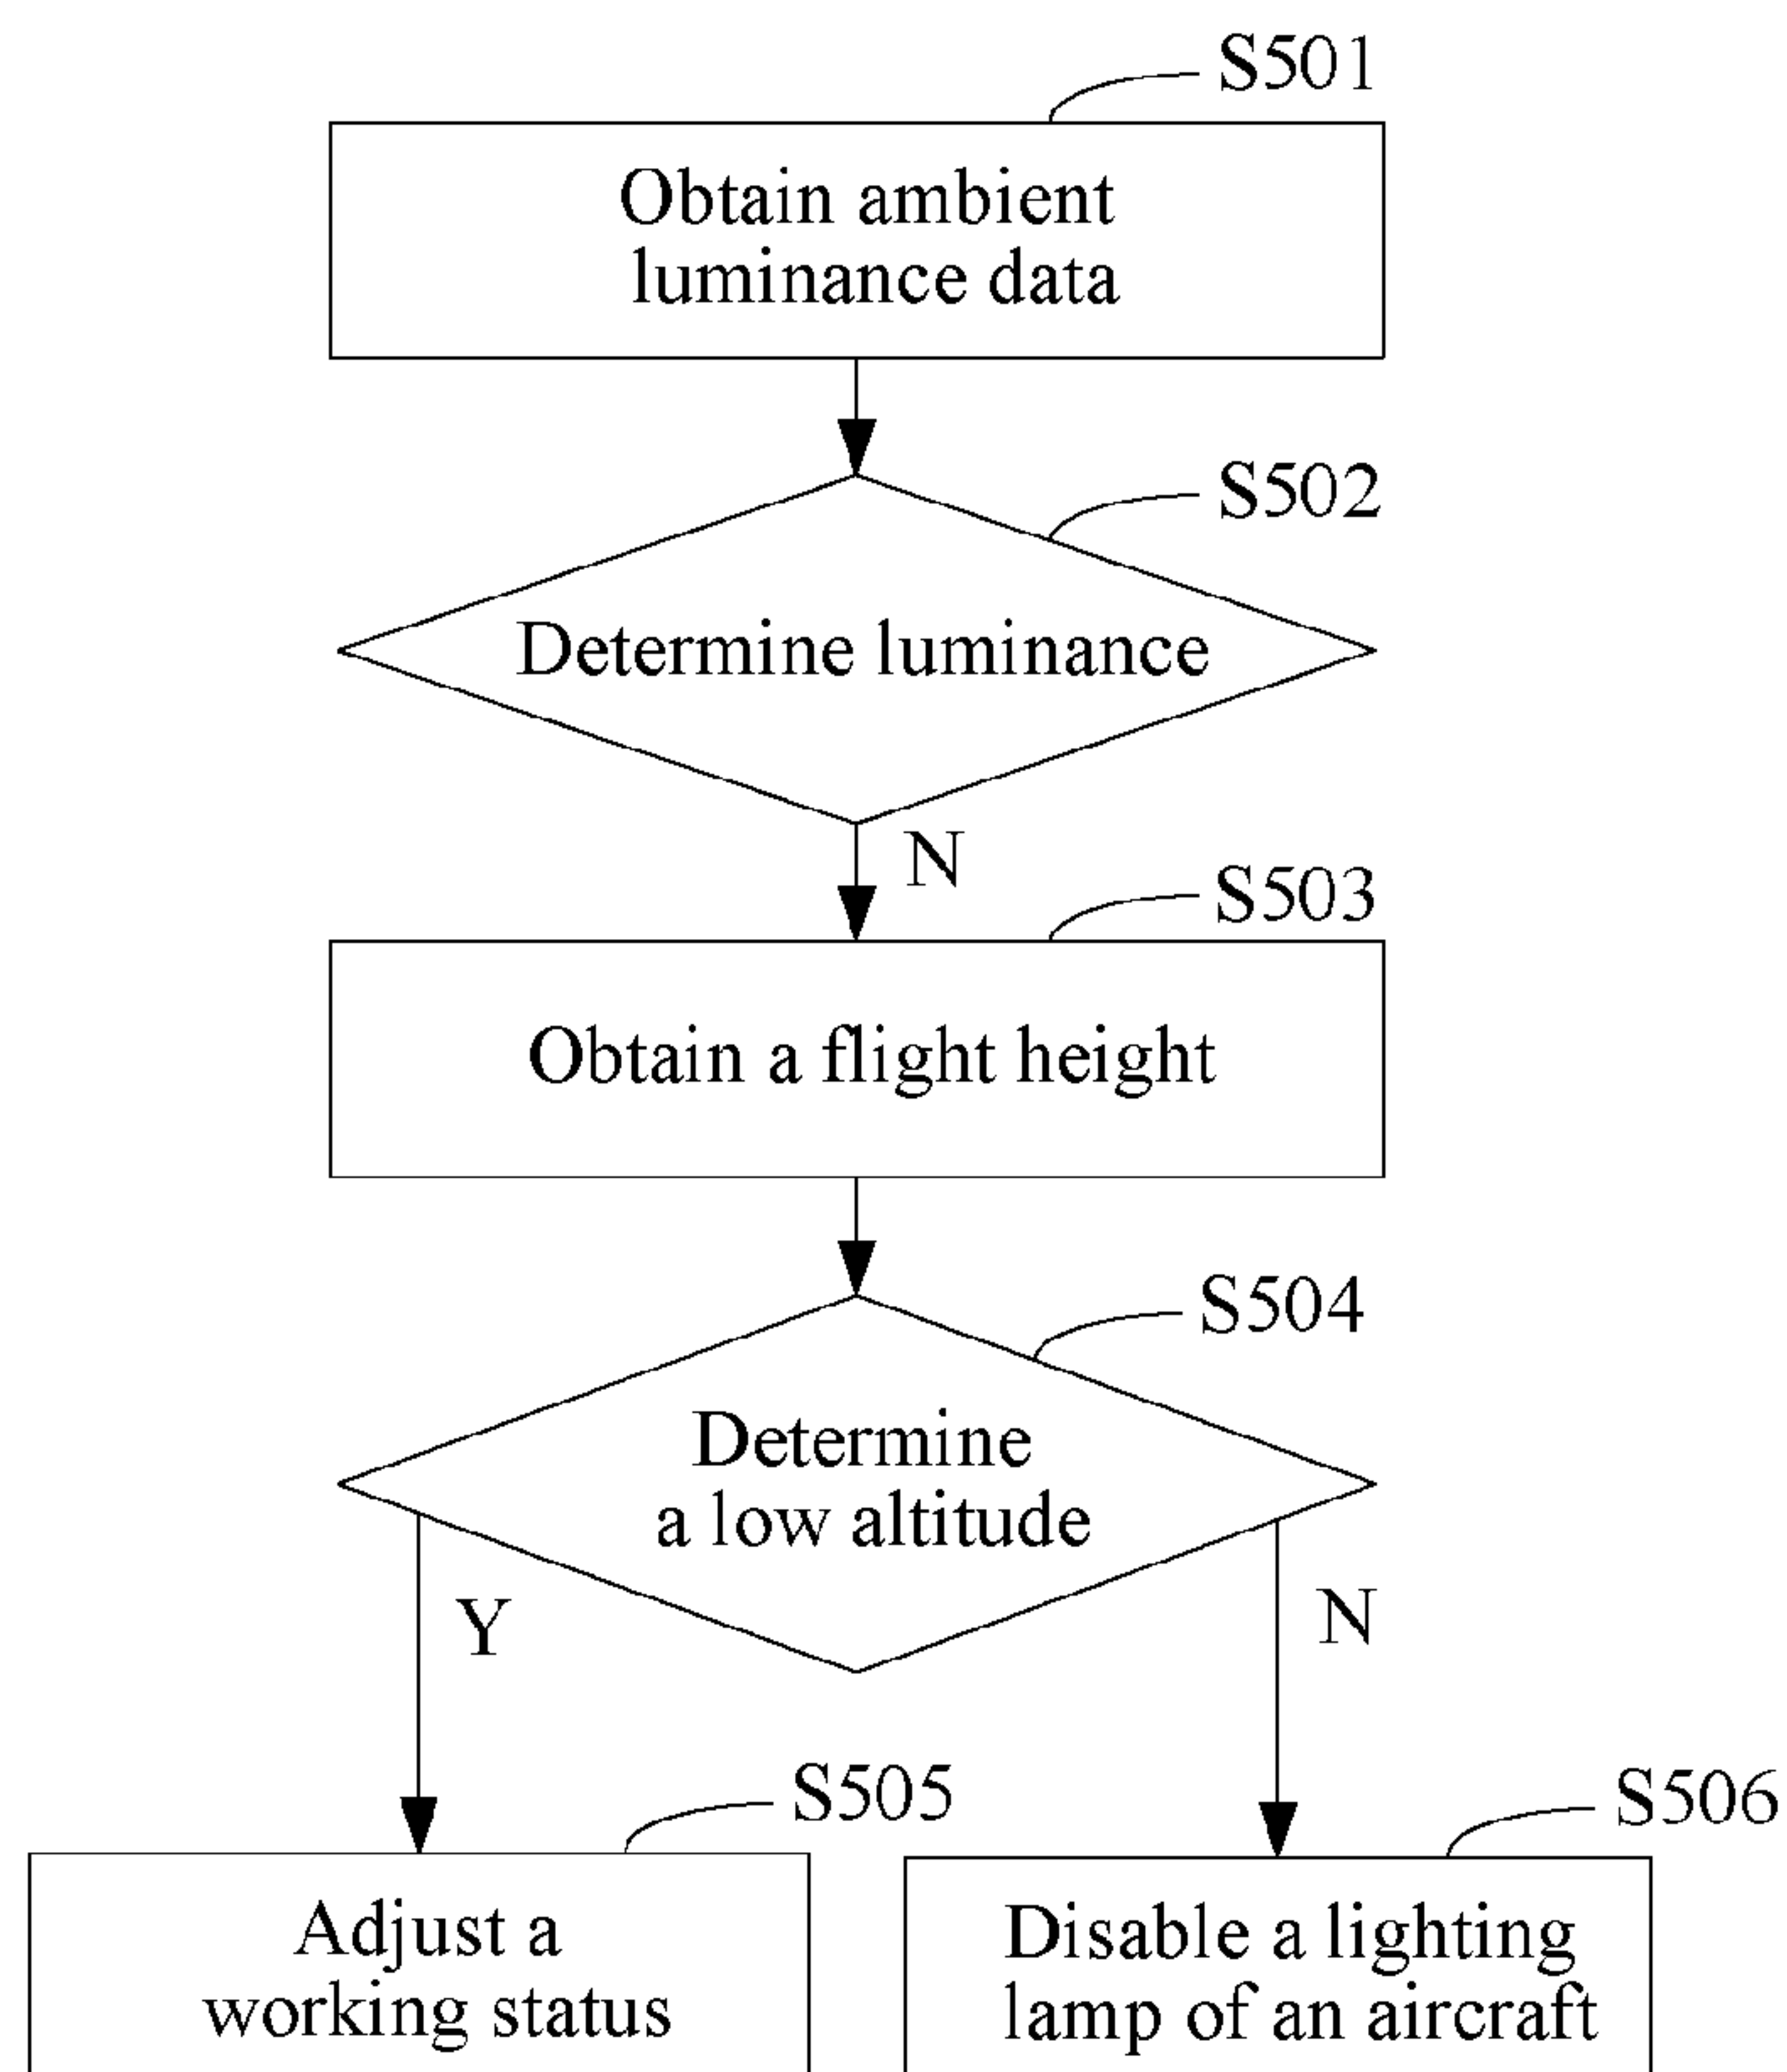 S501
Obtain ambient
luminance data
S502
Determine luminance
N
S503
Obtain a flight height
S504
Determine
a low altitude
Y
N
S505
S506
Adjust a
working status
Disable a lighting
lamp of an aircraft